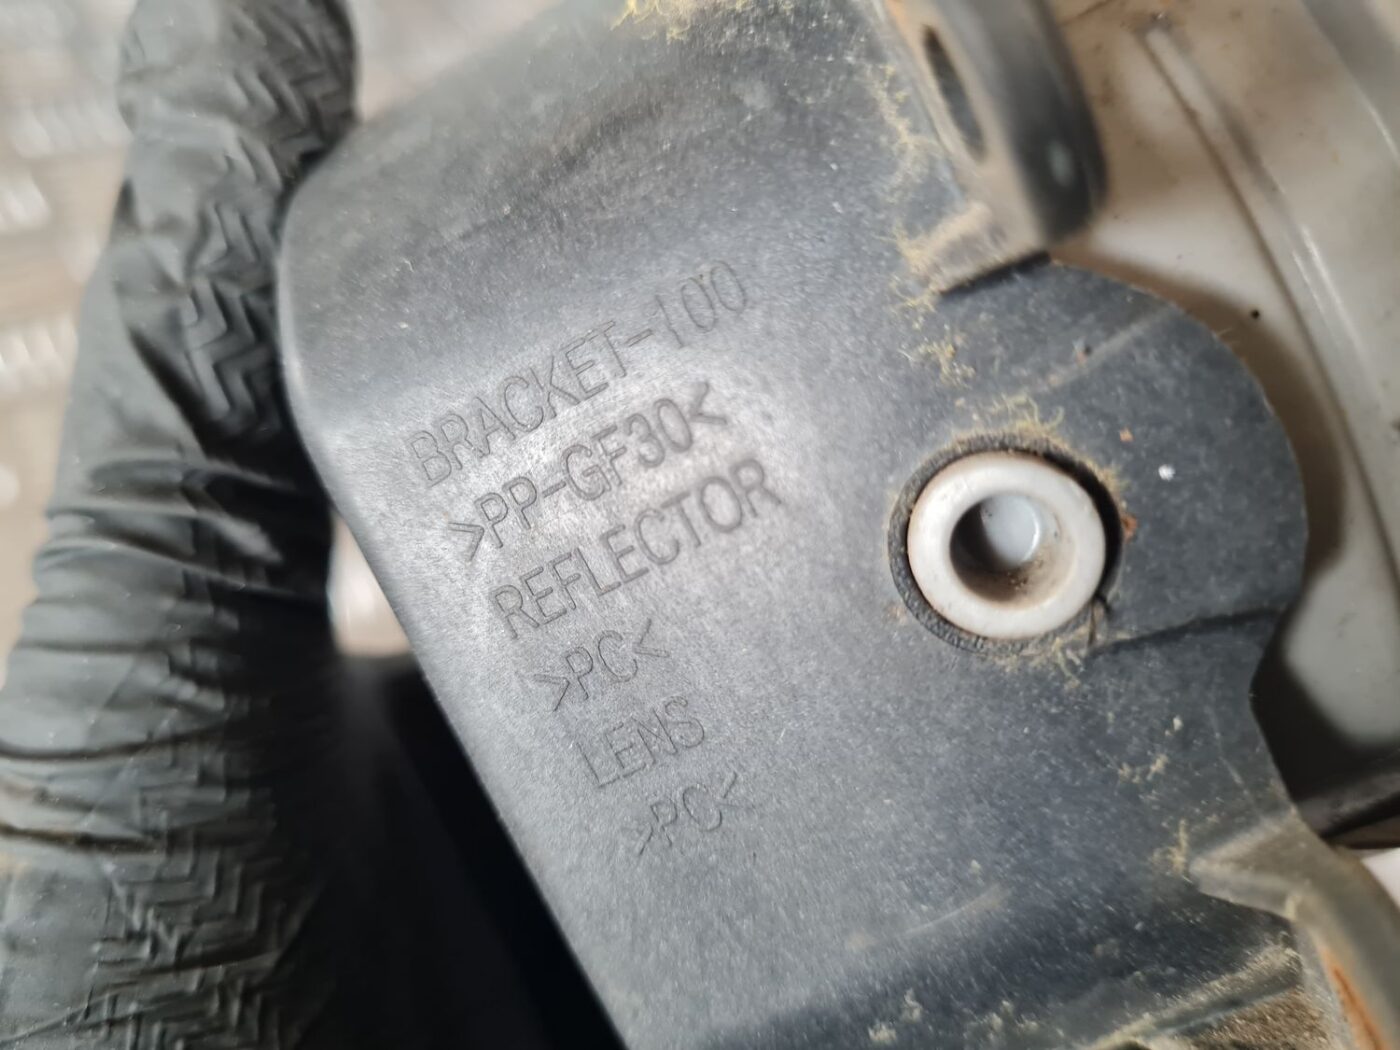 BRACKET-100
>PP-GF30<
REFLECTOR
>PC<
LENS
>PC<